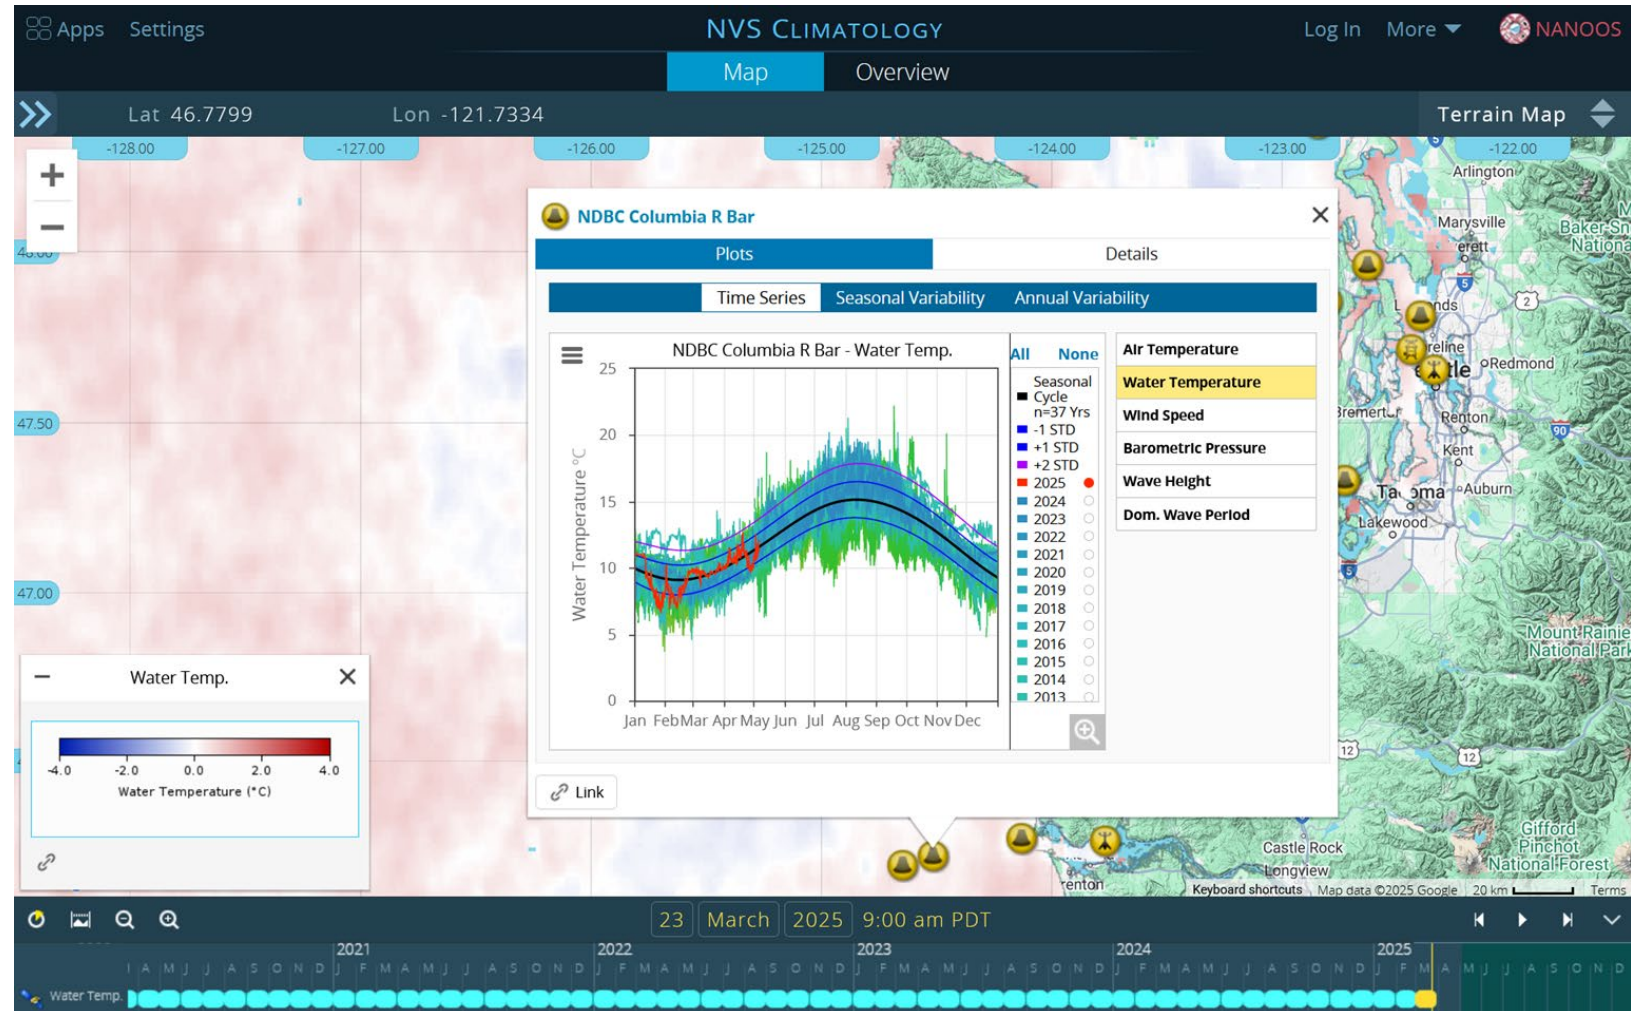 Apps Settings NVS CLIMATOLOGY Log In More NANOOS
Map Overview
Lat 46.7799 Lon -121.7334 Terrain Map
-128.00 -127.00 -126.00 -125.00 -124.00 -123.00 -122.00
+
−
47.50
47.00
NDBC Columbia R Bar
Plots Details
Time Series Seasonal Variability Annual Variability
NDBC Columbia R Bar - Water Temp.
Water Temperature °C
25
20
15
10
5
0
Jan Feb Mar Apr May Jun Jul Aug Sep Oct Nov Dec
All None
Seasonal
Cycle
n=37 Yrs
-1 STD
+1 STD
+2 STD
2025
2024
2023
2022
2021
2020
2019
2018
2017
2016
2015
2014
2013
Air Temperature
Water Temperature
Wind Speed
Barometric Pressure
Wave Height
Dom. Wave Period
Link
Arlington
Marysville
Redmond
Renton
Kent
Auburn
Lakewood
5
2
5
90
5
12
12
Mount Rainie
National Park
Gifford
Pinchot
National Forest
Castle Rock
Longview
Keyboard shortcuts Map data ©2025 Google 20 km Terms
Water Temp.
-4.0 -2.0 0.0 2.0 4.0
Water Temperature (°C)
23 March 2025 9:00 am PDT
2021 2022 2023 2024 2025
A M J J A S O N D J F M A M J J A S O N D J F M A M J J A S O N D J F M A M J J A S O N D J F M A M J J A S O N D J F M A M J J A S O N D
Water Temp.